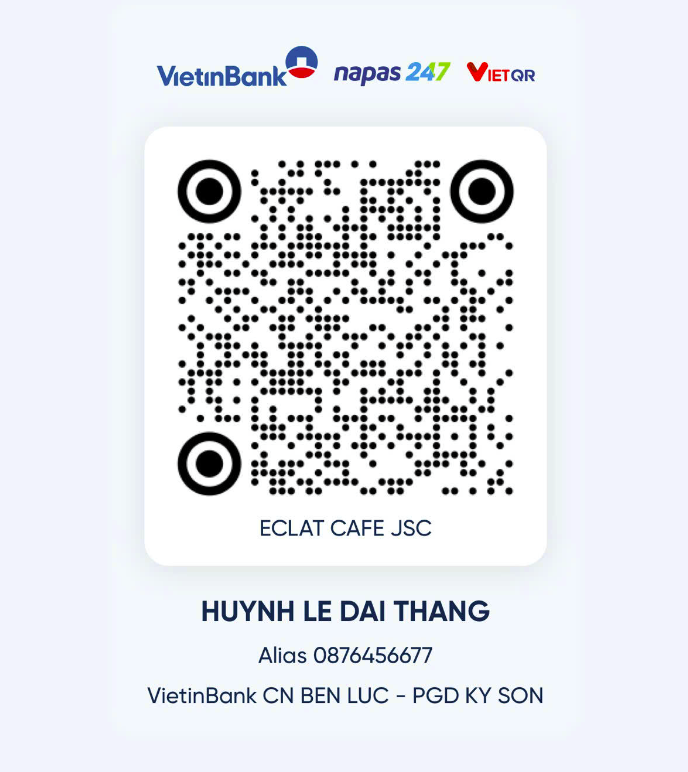 VietinBank napas 247 VIETQR
ECLAT CAFE JSC
HUYNH LE DAI THANG
Alias 0876456677
VietinBank CN BEN LUC - PGD KY SON